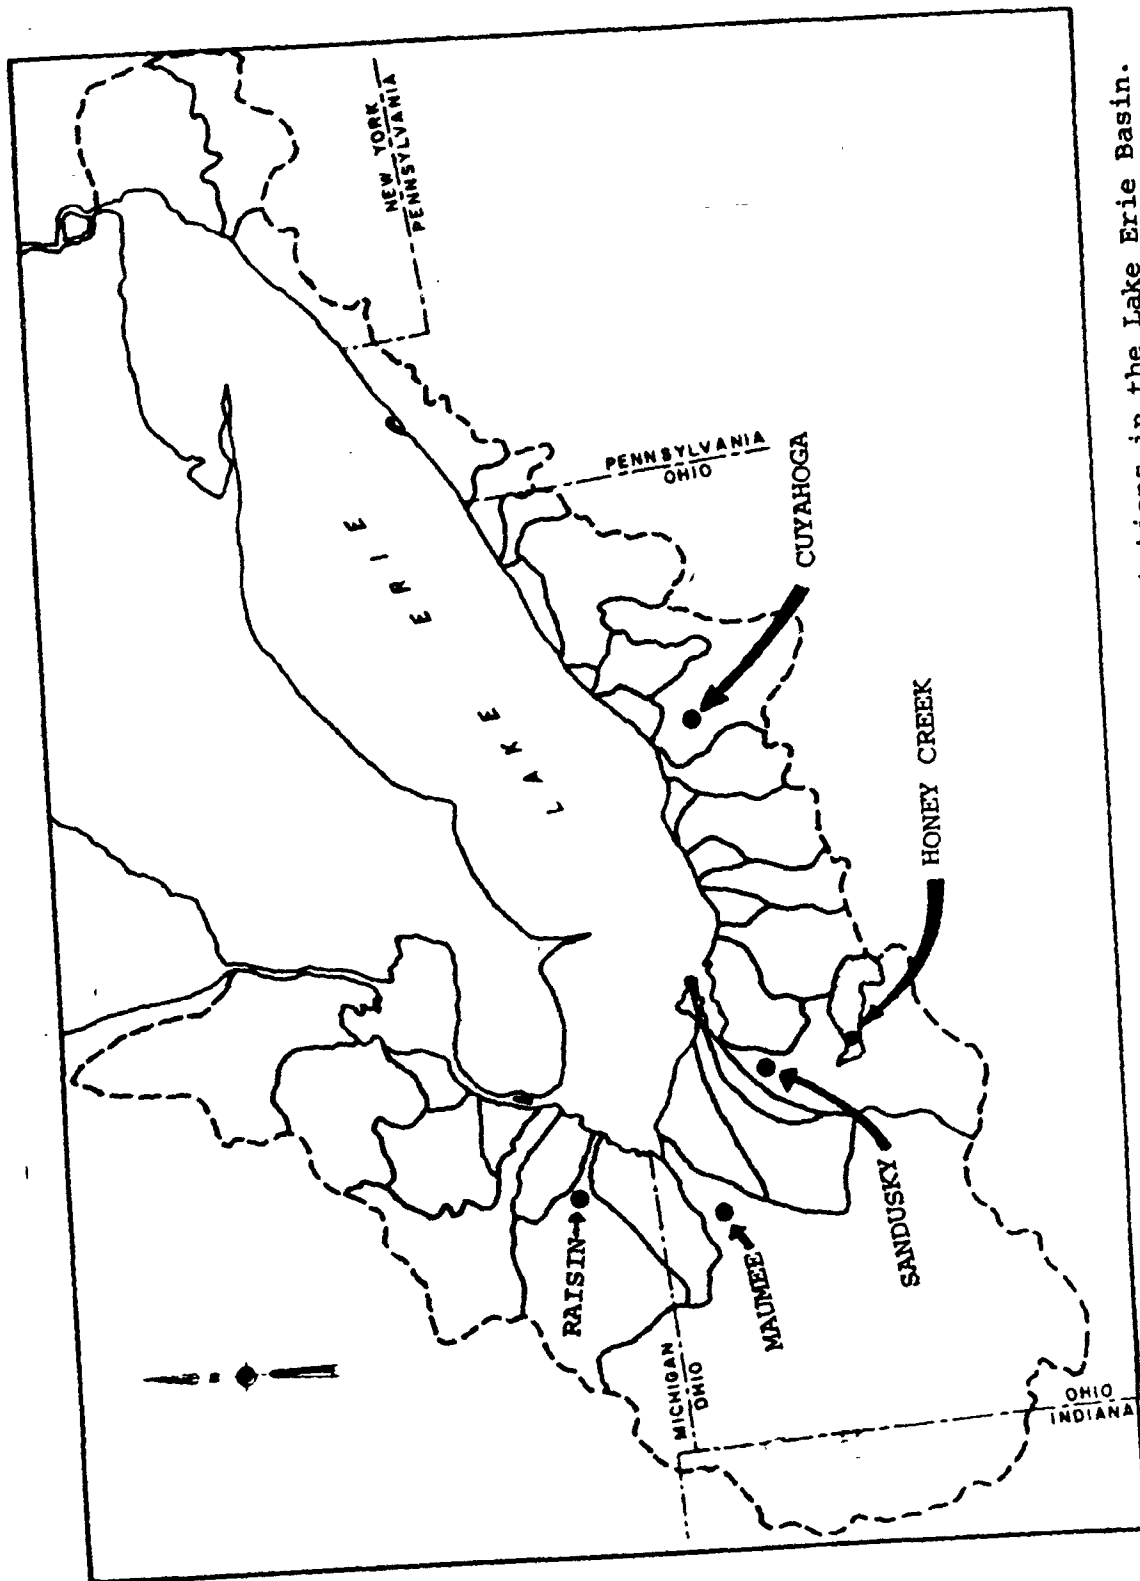 NEW YORK
PENNSYLVANIA
PENNSYLVANIA
OHIO
LAKE ERIE
CUYAHOGA
HONEY CREEK
SANDUSKY
MAUMEE
RAISIN
MICHIGAN
OHIO
OHIO
INDIANA
in the Lake Erie Basin.